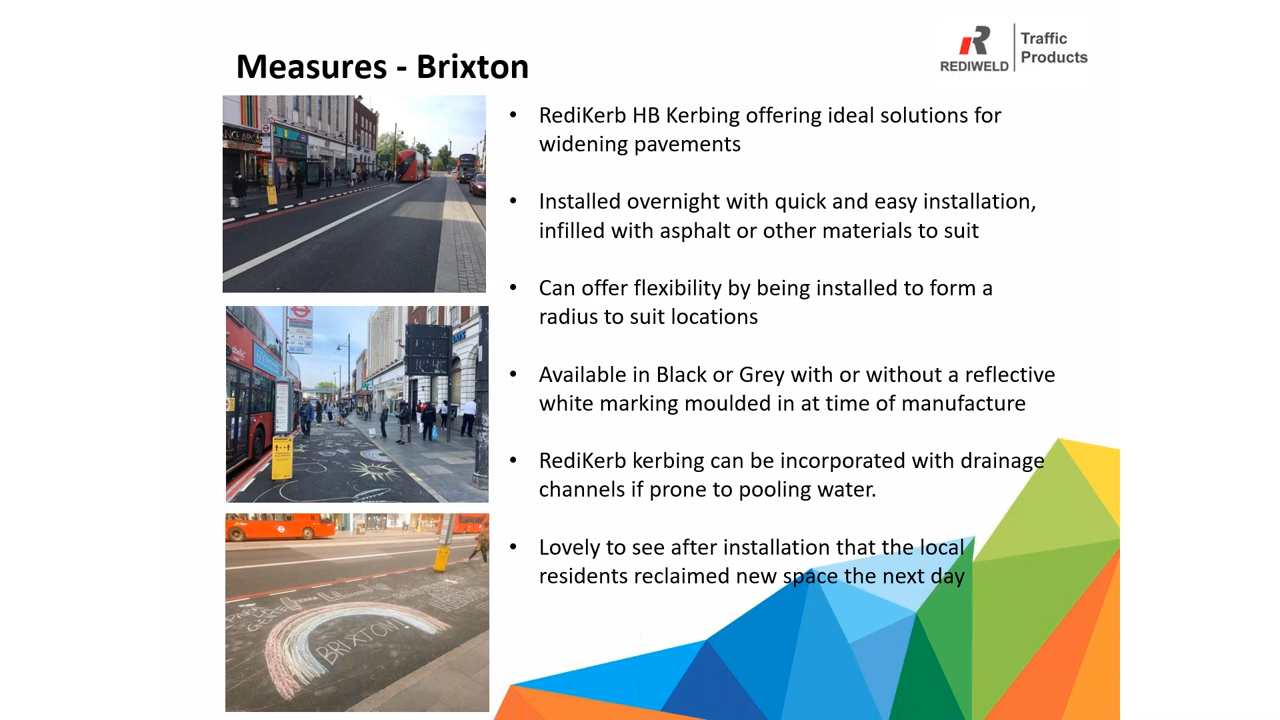 Measures - Brixton
REDIWELD
Traffic
Products
• RediKerb HB Kerbing offering ideal solutions for
widening pavements
• Installed overnight with quick and easy installation,
infilled with asphalt or other materials to suit
• Can offer flexibility by being installed to form a
radius to suit locations
• Available in Black or Grey with or without a reflective
white marking moulded in at time of manufacture
• RediKerb kerbing can be incorporated with drainage
channels if prone to pooling water.
• Lovely to see after installation that the local
residents reclaimed new space the next day
BRIXTON